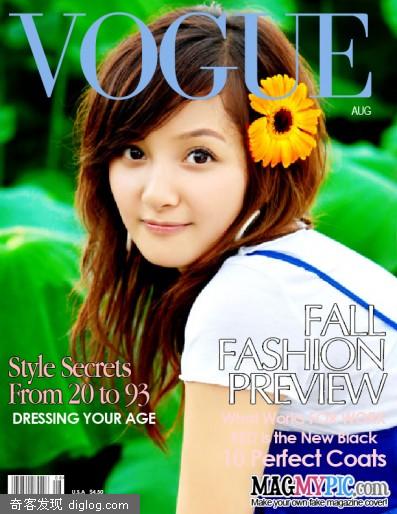 VOGUE
AUG
FALL
FASHION
PREVIEW
Style Secrets
From 20 to 93
DRESSING YOUR AGE
What Works FOR WORK
RED is the New Black
10 Perfect Coats
U.S.A. $4.50
MAGMYPIC.com
Make your own fake magazine cover!
奇客发现 diglog.com